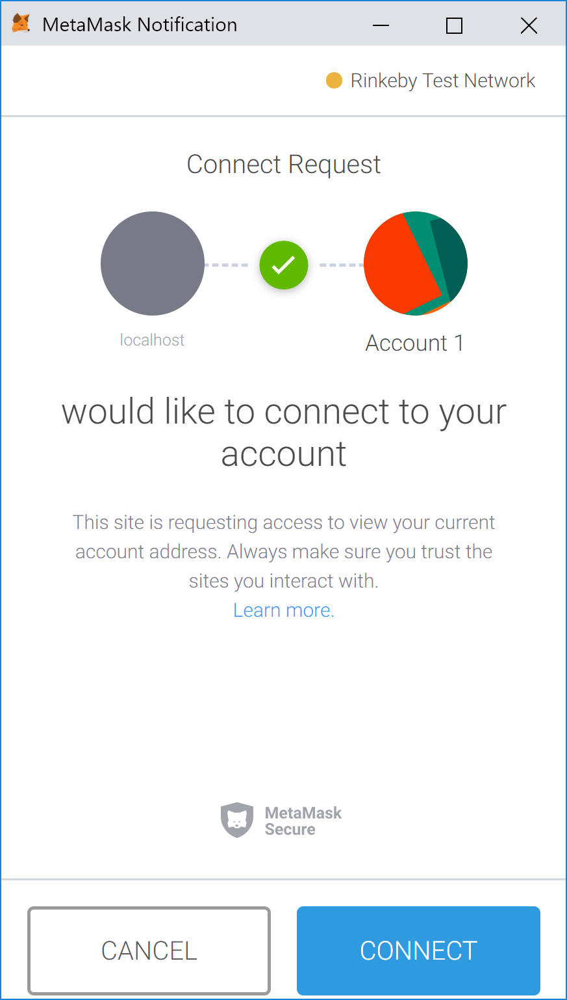 MetaMask Notification
Rinkeby Test Network
Connect Request
localhost
Account 1
would like to connect to your
account
This site is requesting access to view your current
account address. Always make sure you trust the
sites you interact with.
Learn more.
MetaMask
Secure
CANCEL
CONNECT